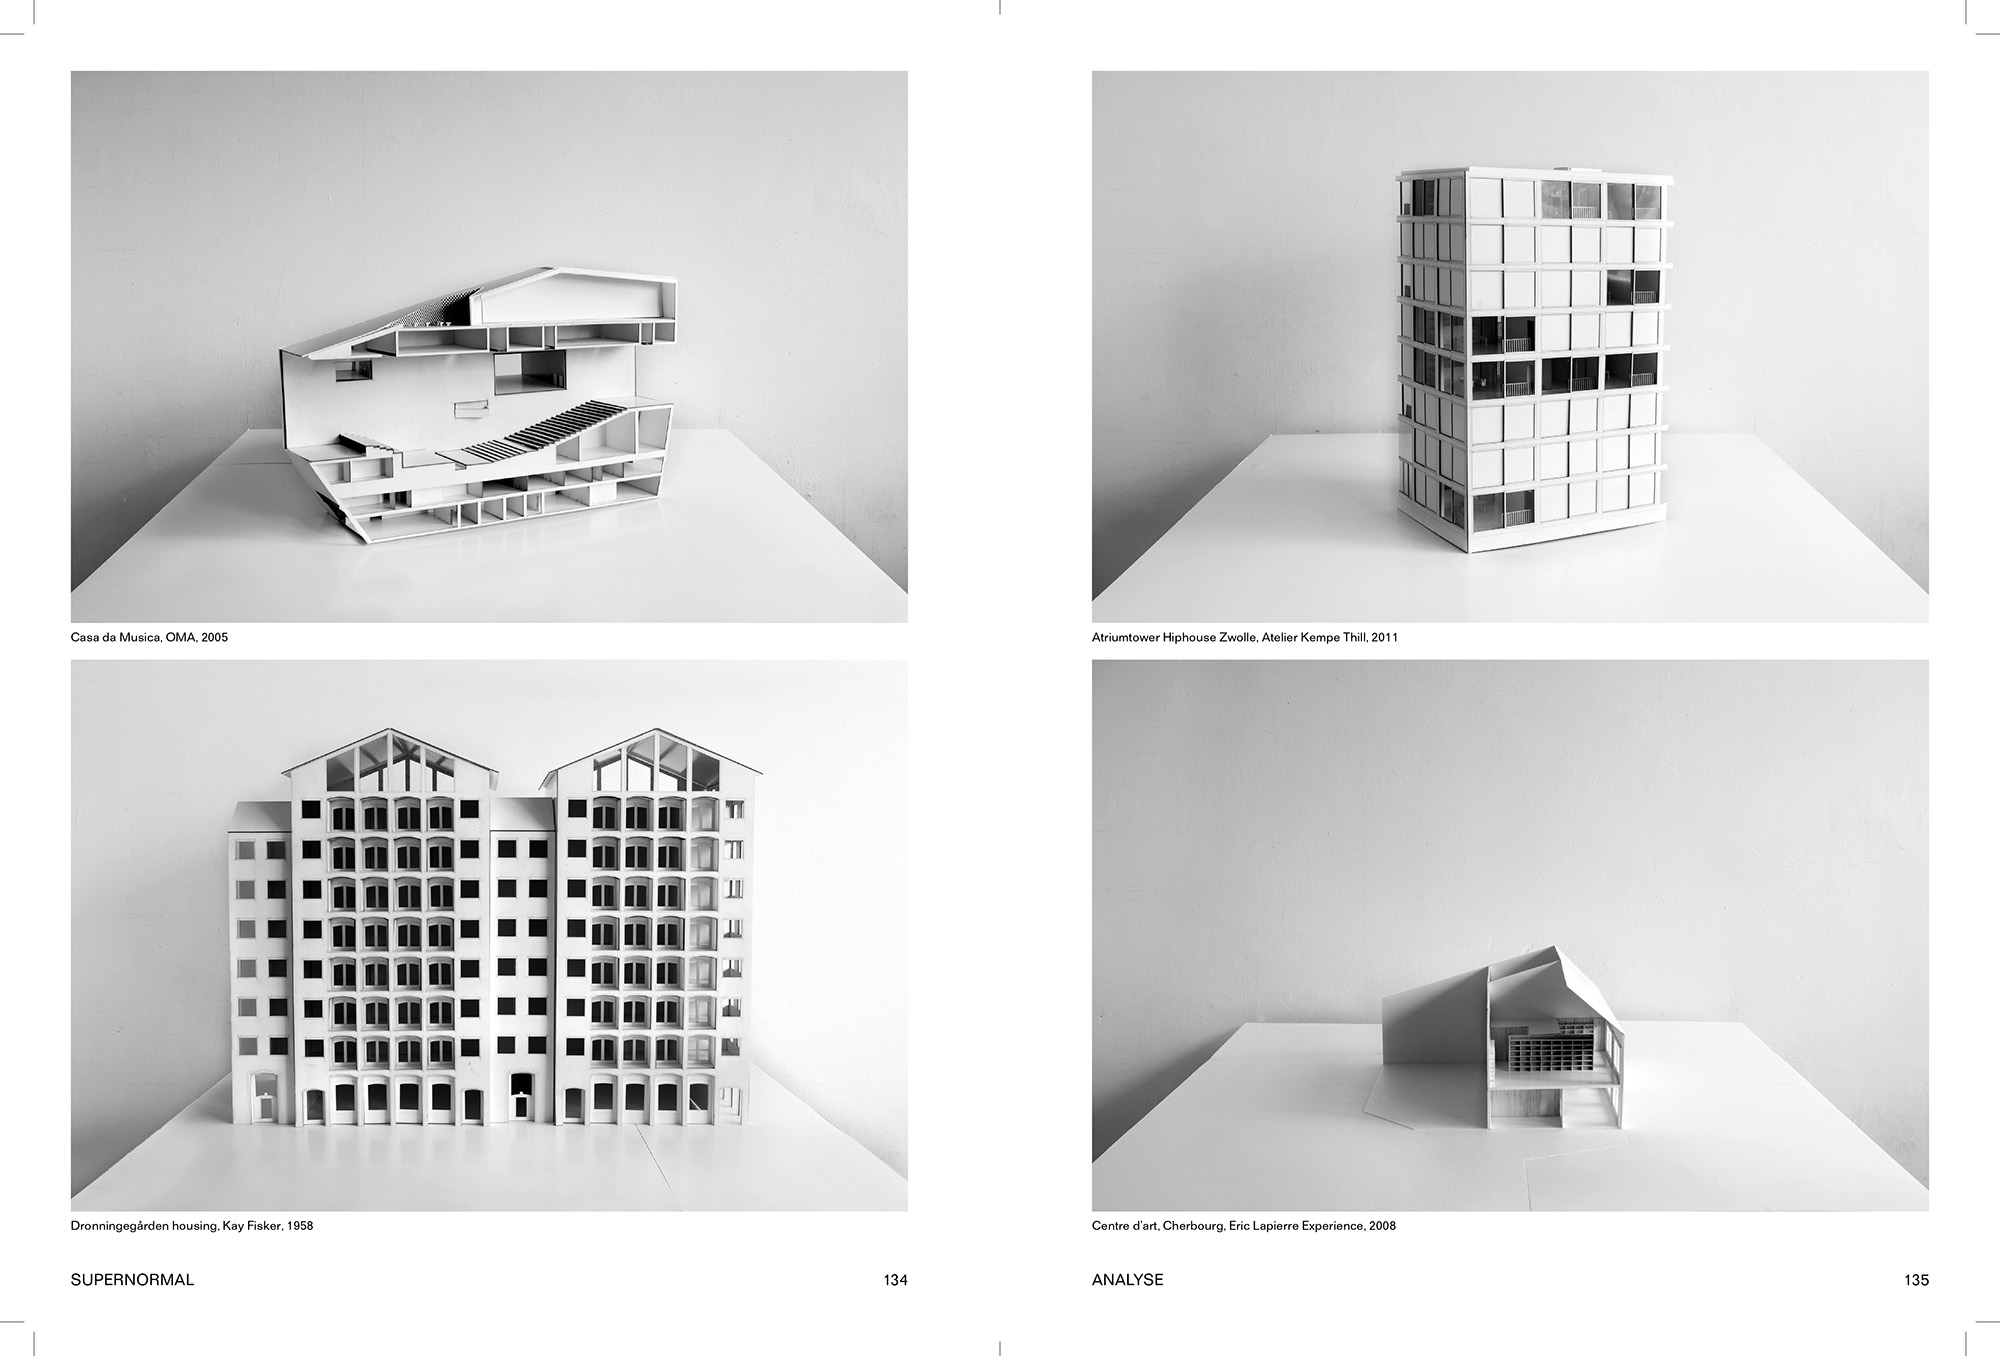 Casa da Musica, OMA, 2005
Dronningegården housing, Kay Fisker, 1958
SUPERNORMAL
134
Atriumtower Hiphouse Zwolle, Atelier Kempe Thill, 2011
Centre d'art, Cherbourg, Eric Lapierre Experience, 2008
ANALYSE
135